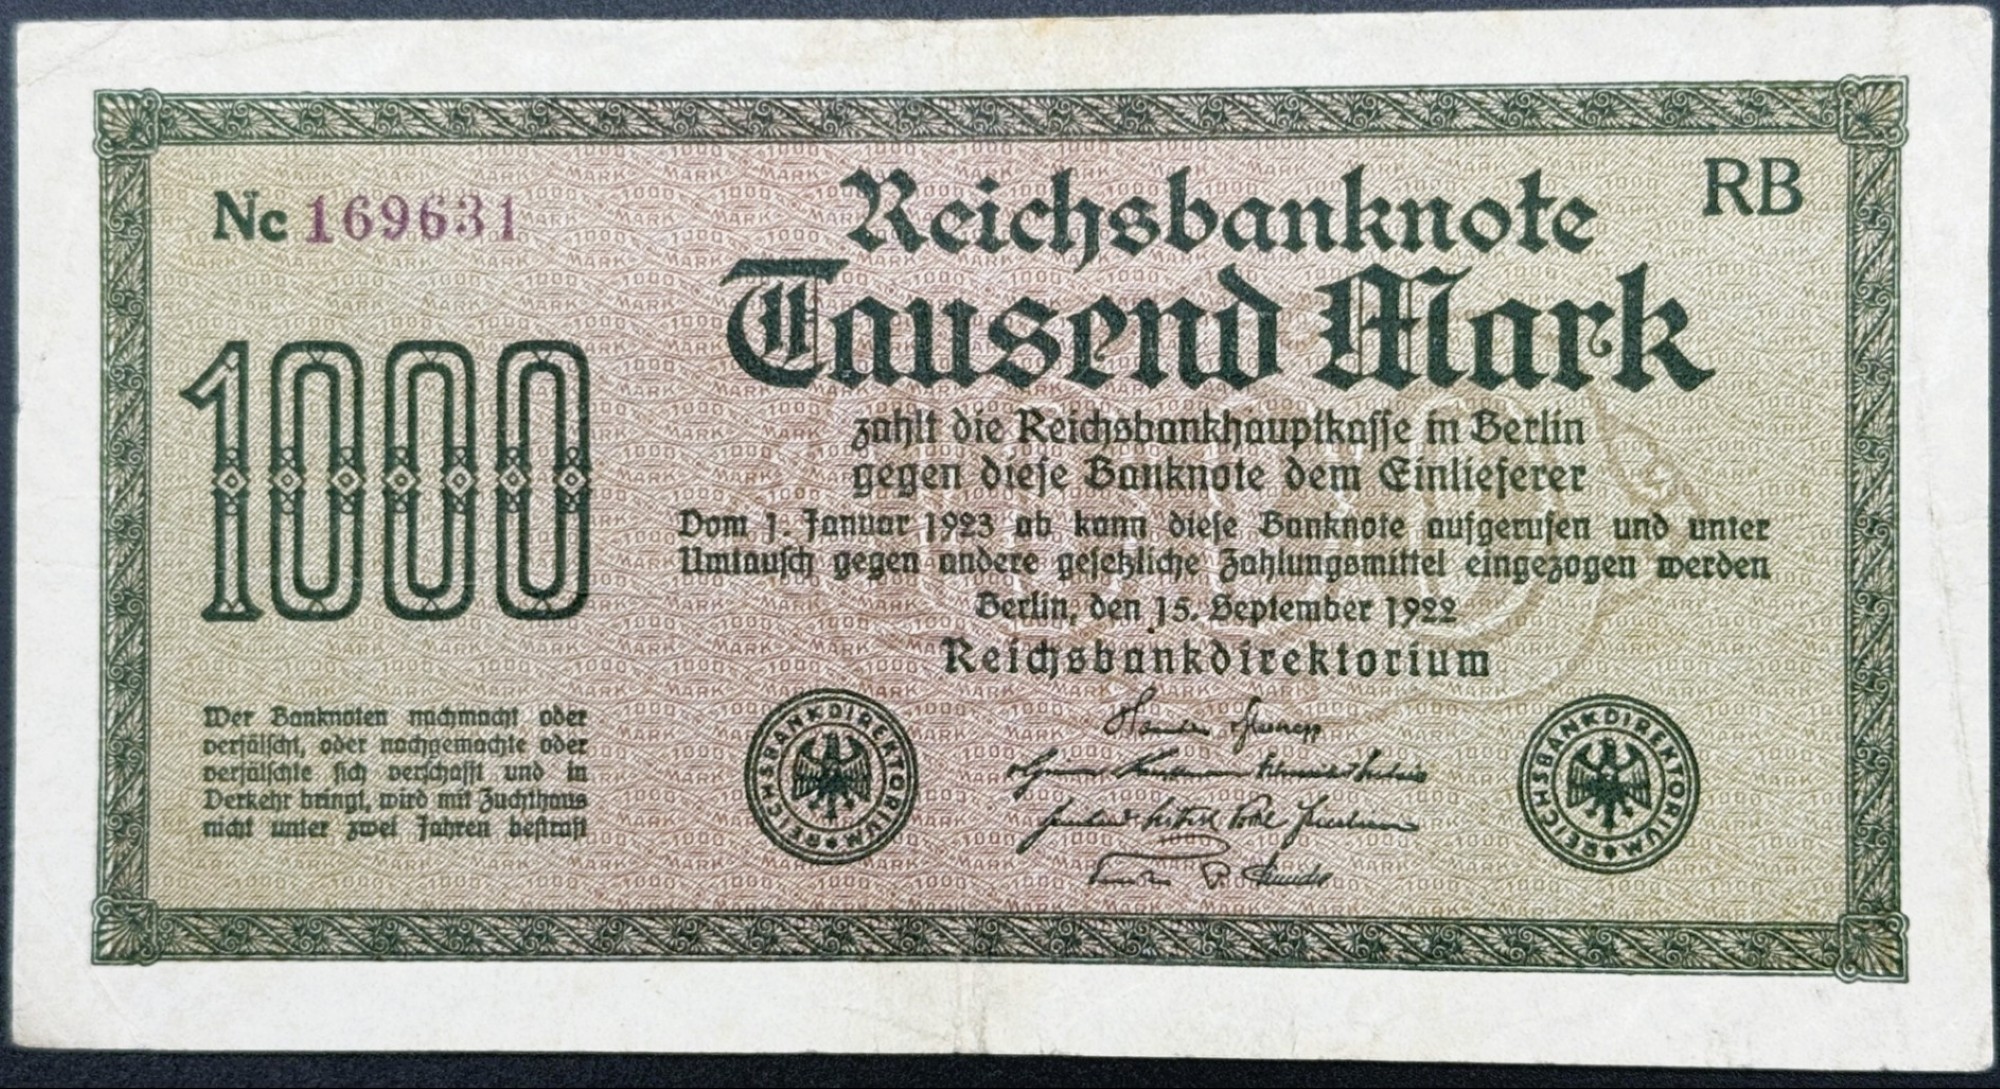 Nc 169631
RB
Reichsbanknote
Tausend Mark
1000
zahlt die Reichsbankhauptkasse in Berlin
gegen diese Banknote dem Einlieferer
Vom 1. Januar 1923 ab kann diese Banknote aufgerufen und unter
Umtausch gegen andere gesetzliche Zahlungsmittel eingezogen werden
Berlin, den 15. September 1922
Reichsbankdirektorium
Wer Banknoten nachmacht oder
verfälscht, oder nachgemachte oder
verfälschte sich verschafft und in
Verkehr bringt, wird mit Zuchthaus
nicht unter zwei Jahren bestraft
REICHSBANKDIREKTORIUM
REICHSBANKDIREKTORIUM